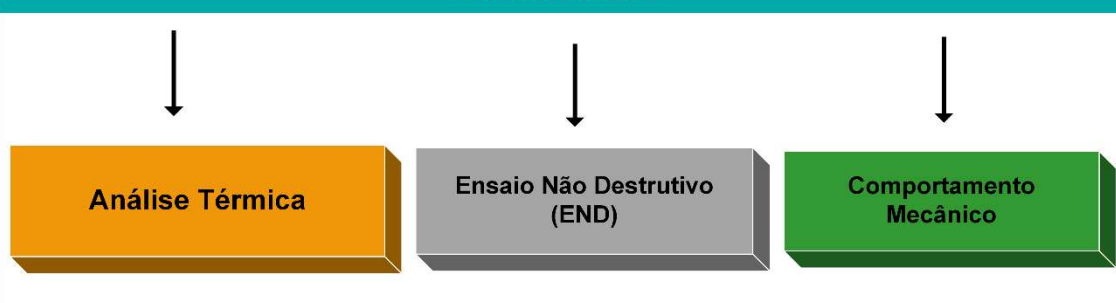 Análise Térmica
Ensaio Não Destrutivo
(END)
Comportamento
Mecânico